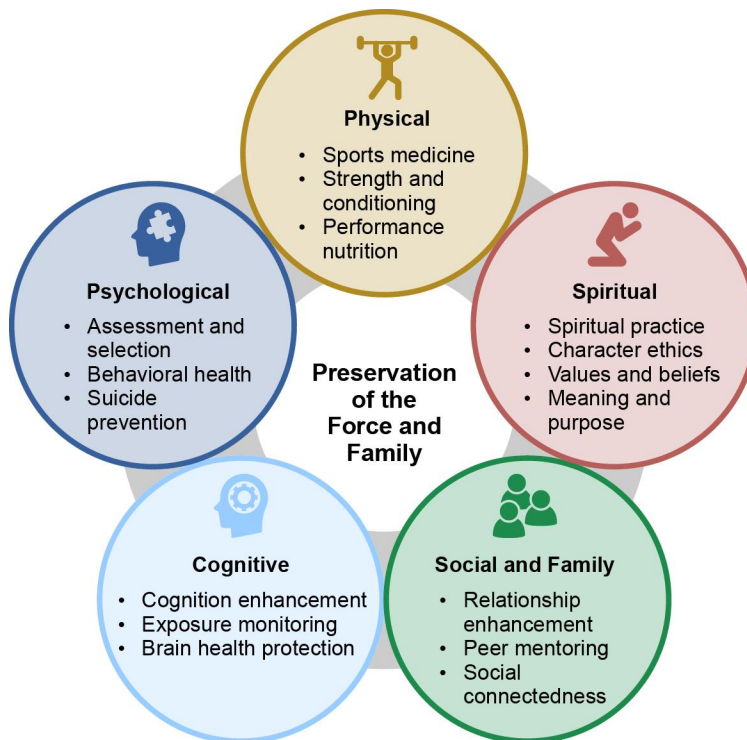 Physical
• Sports medicine
• Strength and
conditioning
• Performance
nutrition
Psychological
• Assessment and
selection
• Behavioral health
• Suicide
prevention
Spiritual
• Spiritual practice
• Character ethics
• Values and beliefs
• Meaning and
purpose
Preservation
of the
Force and
Family
Cognitive
• Cognition enhancement
• Exposure monitoring
• Brain health protection
Social and Family
• Relationship
enhancement
• Peer mentoring
• Social
connectedness